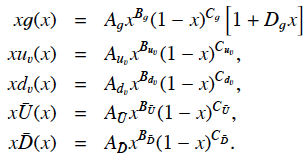 xg(x) = A_g x^{B_g} (1 − x)^{C_g} [1 + D_g x]
xu_v(x) = A_{u_v} x^{B_{u_v}} (1 − x)^{C_{u_v}},
xd_v(x) = A_{d_v} x^{B_{d_v}} (1 − x)^{C_{d_v}},
xŪ(x) = A_Ū x^{B_Ū} (1 − x)^{C_Ū},
xD̄(x) = A_D̄ x^{B_D̄} (1 − x)^{C_D̄}.